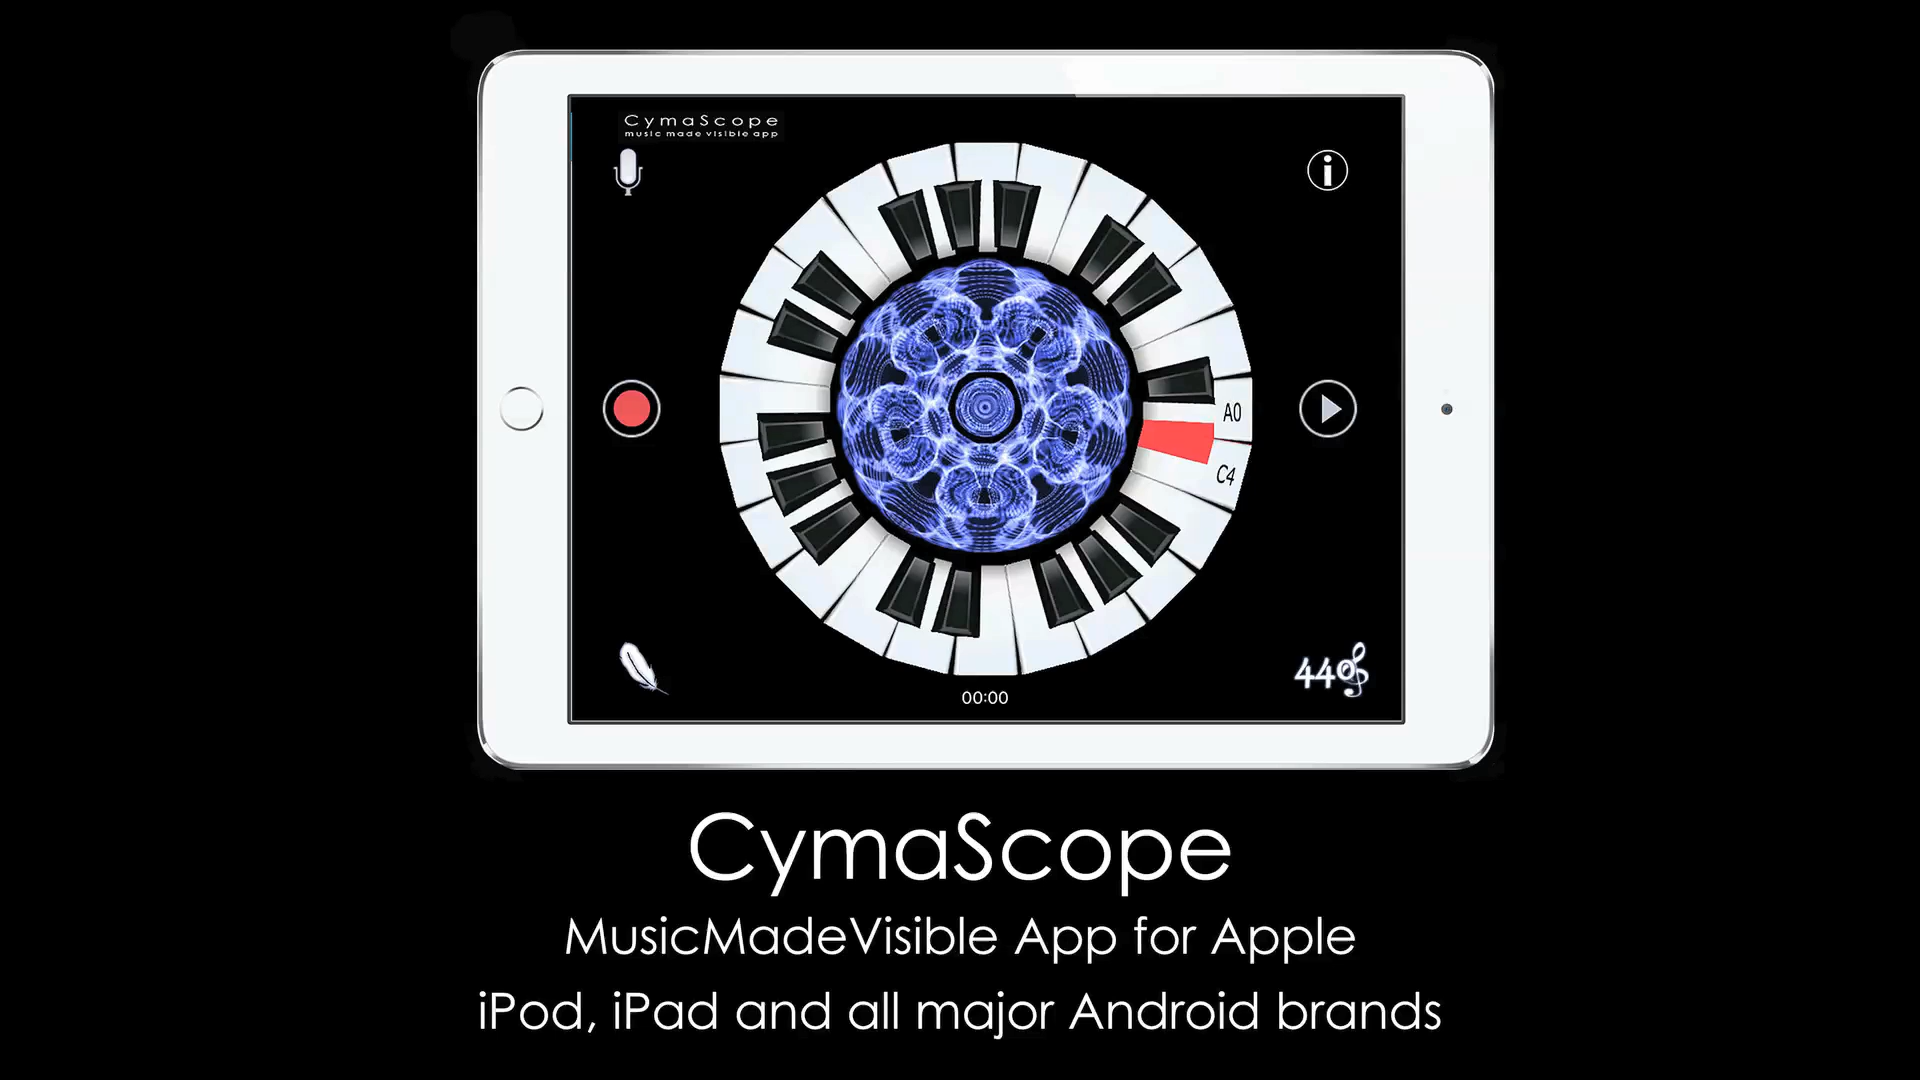 CymaScope
music made visible app
A0
C4
440
00:00
CymaScope
MusicMadeVisible App for Apple
iPod, iPad and all major Android brands